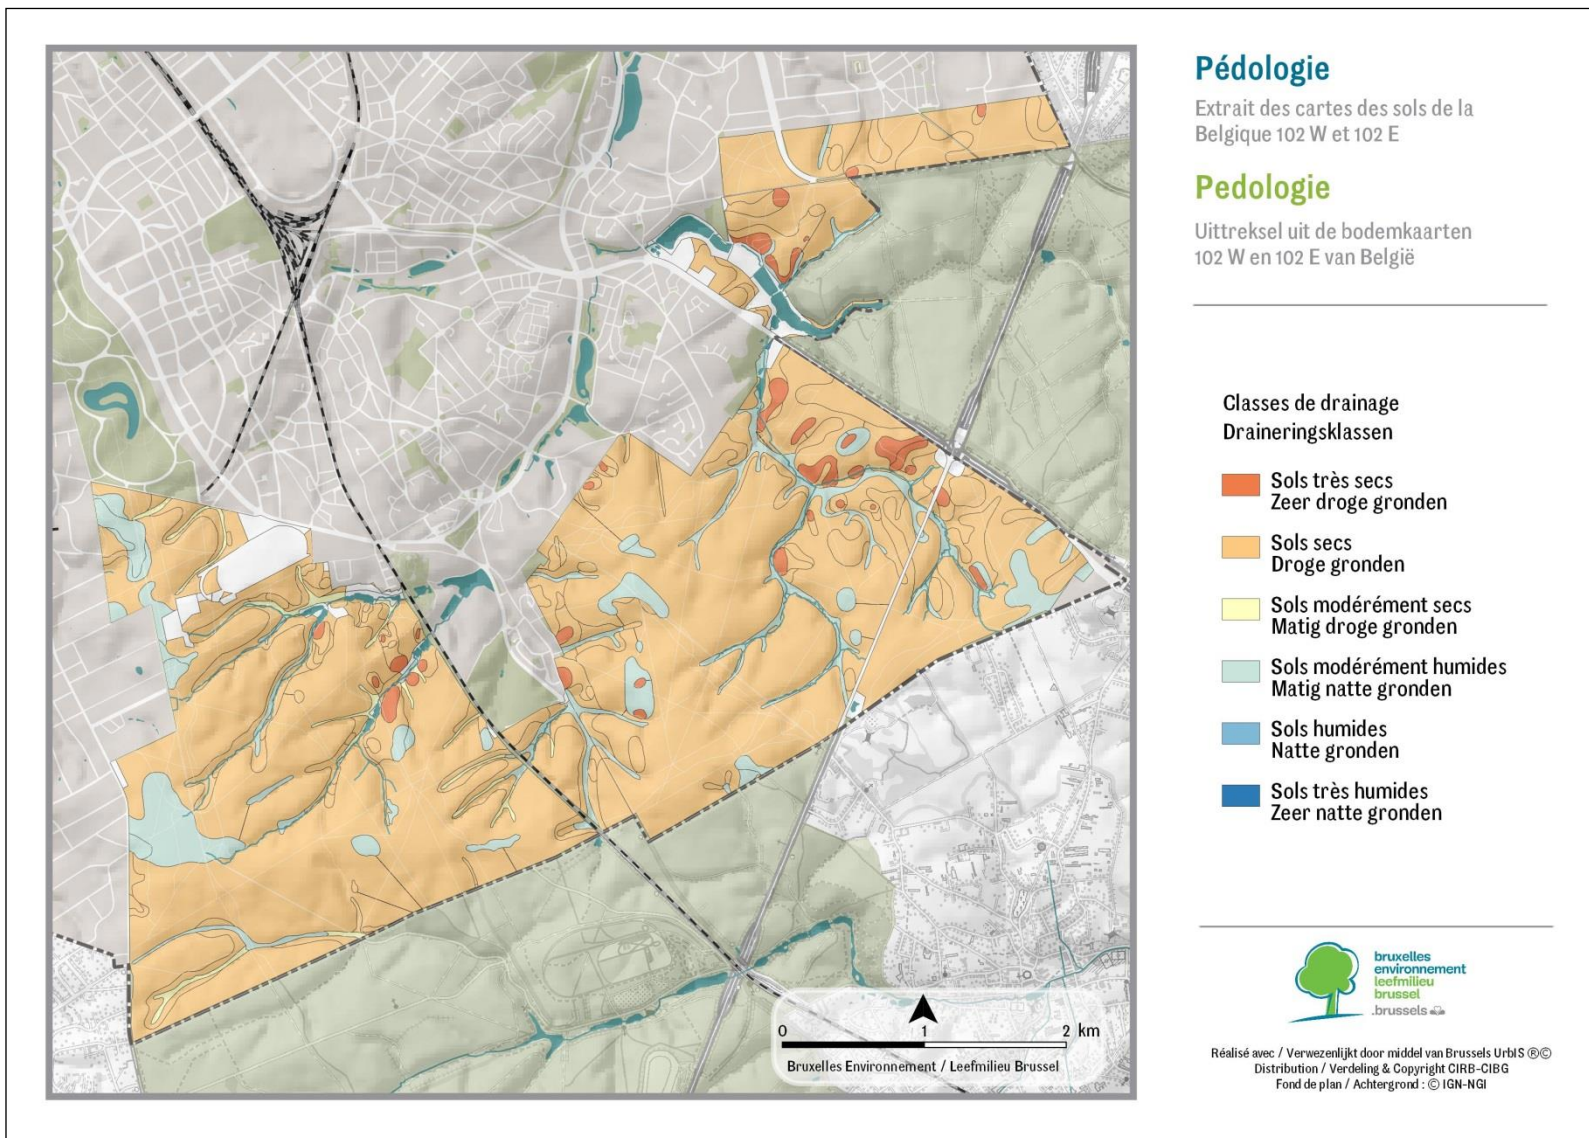 Pédologie
Extrait des cartes des sols de la
Belgique 102 W et 102 E
Pedologie
Uittreksel uit de bodemkaarten
102 W en 102 E van België
Classes de drainage
Draineringsklassen
Sols très secs
Zeer droge gronden
Sols secs
Droge gronden
Sols modérément secs
Matig droge gronden
Sols modérément humides
Matig natte gronden
Sols humides
Natte gronden
Sols très humides
Zeer natte gronden
0 1 2 km
Bruxelles Environnement / Leefmilieu Brussel
bruxelles
environnement
leefmilieu
brussel
.brussels
Réalisé avec / Verwezenlijkt door middel van Brussels UrbIS ®©
Distribution / Verdeling & Copyright CIRB-CIBG
Fond de plan / Achtergrond : © IGN-NGI